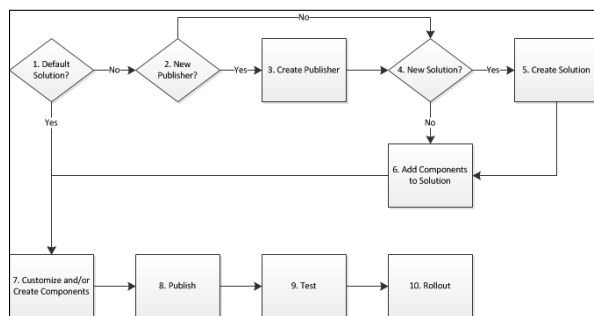 No
1. Default
Solution?
No
2. New
Publisher?
Yes
3. Create Publisher
4. New Solution?
Yes
5. Create Solution
Yes
No
6. Add Components
to Solution
7. Customize and/or
Create Components
8. Publish
9. Test
10. Rollout